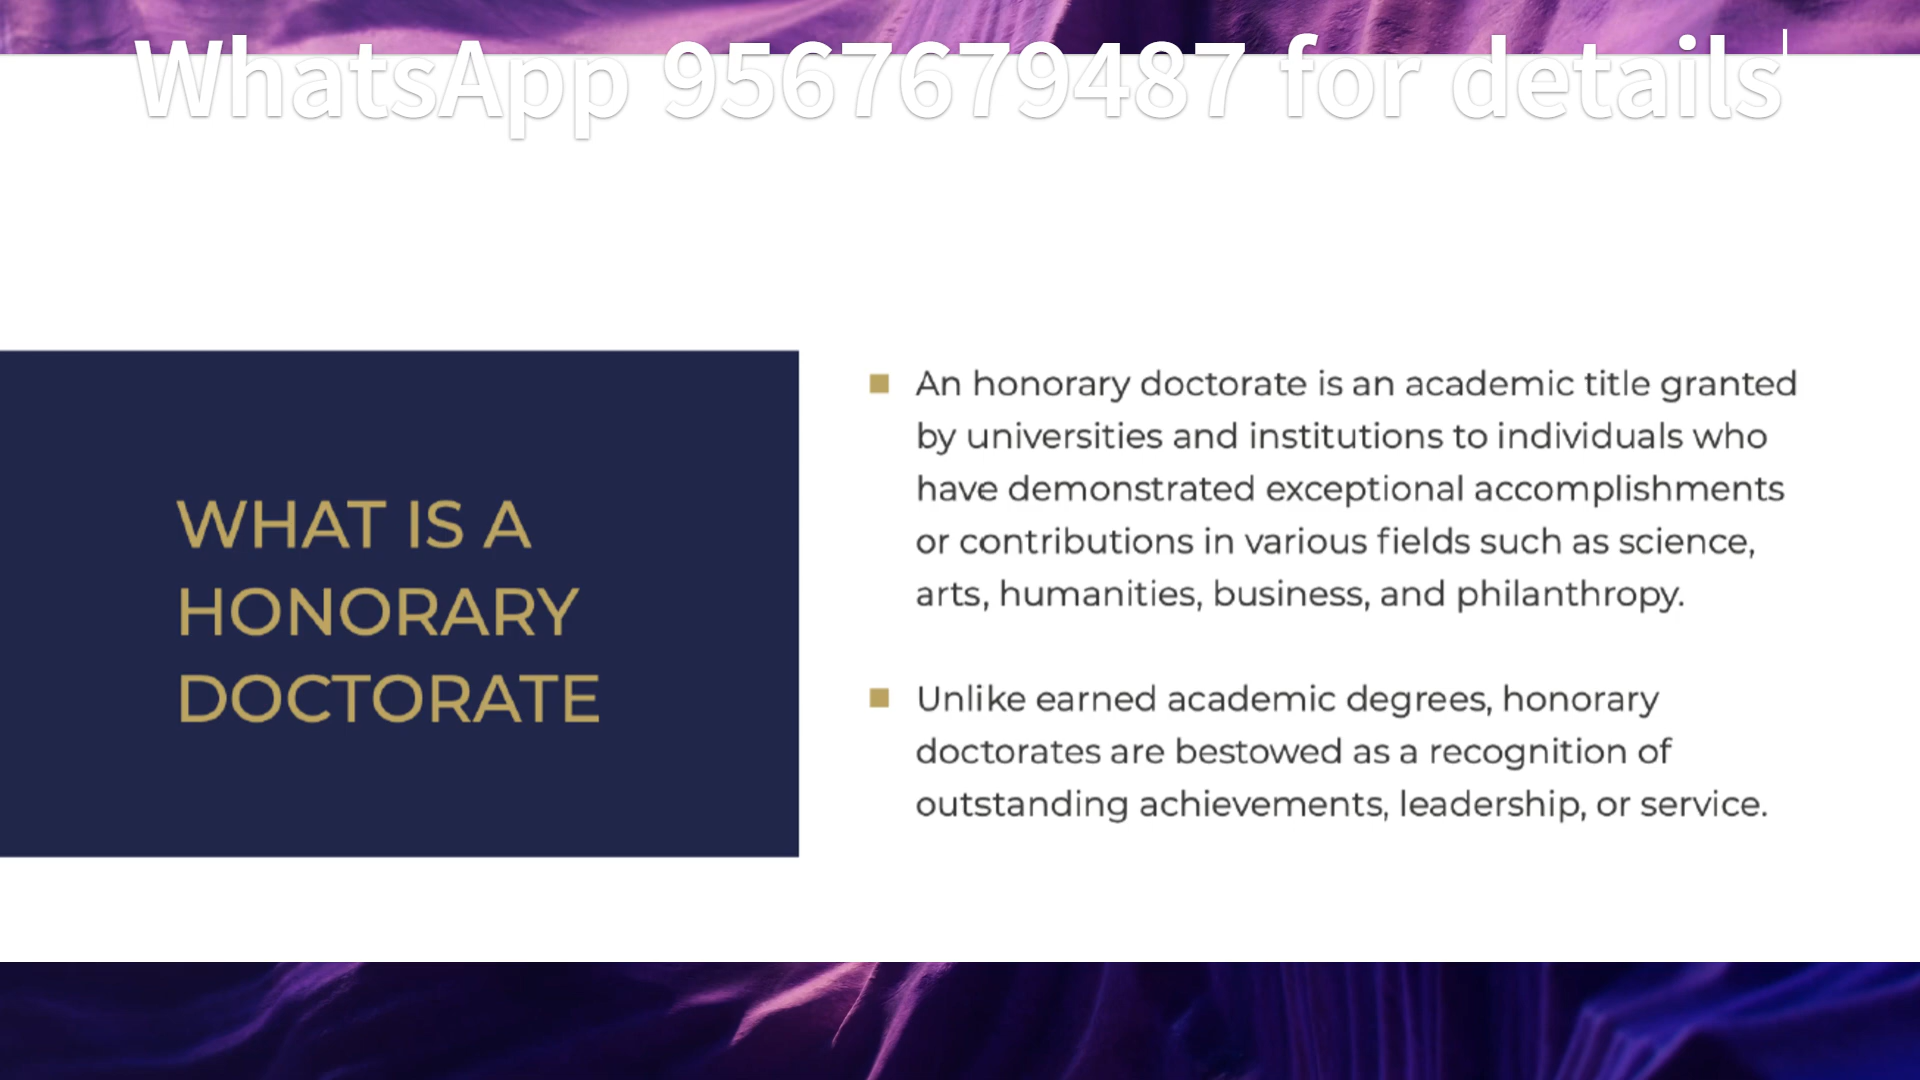 WhatsApp 9567679487 for details
WHAT IS A
HONORARY
DOCTORATE
An honorary doctorate is an academic title granted
by universities and institutions to individuals who
have demonstrated exceptional accomplishments
or contributions in various fields such as science,
arts, humanities, business, and philanthropy.
Unlike earned academic degrees, honorary
doctorates are bestowed as a recognition of
outstanding achievements, leadership, or service.